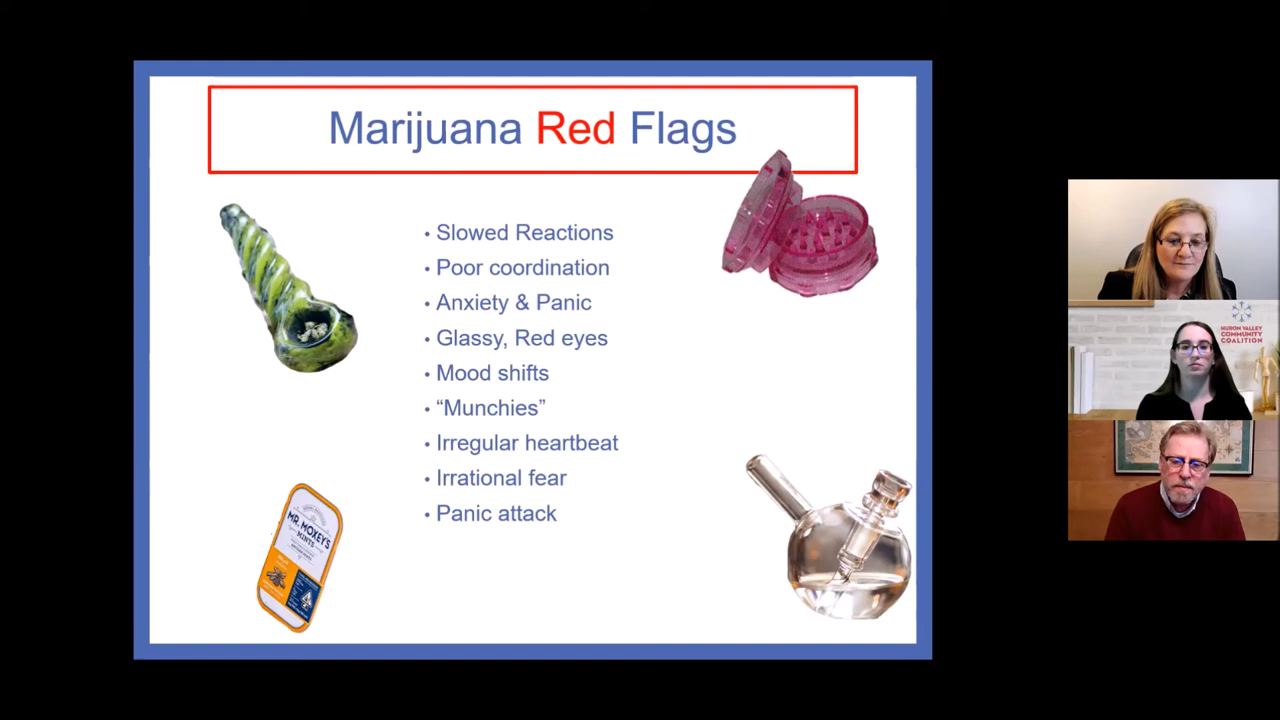 Marijuana Red Flags
• Slowed Reactions
• Poor coordination
• Anxiety & Panic
• Glassy, Red eyes
• Mood shifts
• “Munchies”
• Irregular heartbeat
• Irrational fear
• Panic attack
MR. MOXEY'S
MINTS
HURON VALLEY
COMMUNITY
COALITION